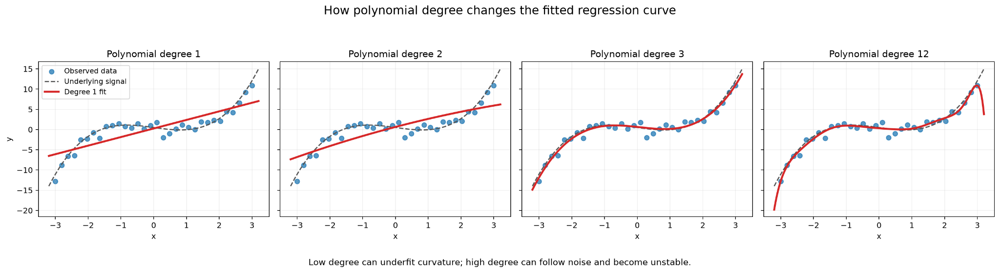 How polynomial degree changes the fitted regression curve
Polynomial degree 1
Observed data
Underlying signal
Degree 1 fit
15
10
5
0
−5
−10
−15
−20
y
−3 −2 −1 0 1 2 3
x
Polynomial degree 2
−3 −2 −1 0 1 2 3
x
Polynomial degree 3
−3 −2 −1 0 1 2 3
x
Polynomial degree 12
−3 −2 −1 0 1 2 3
x
Low degree can underfit curvature; high degree can follow noise and become unstable.